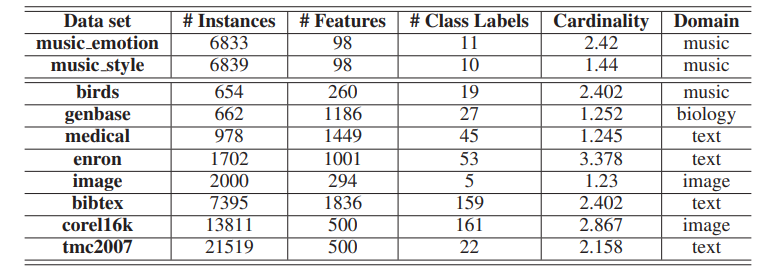 Data set # Instances # Features # Class Labels Cardinality Domain
music_emotion 6833 98 11 2.42 music
music_style 6839 98 10 1.44 music
birds 654 260 19 2.402 music
genbase 662 1186 27 1.252 biology
medical 978 1449 45 1.245 text
enron 1702 1001 53 3.378 text
image 2000 294 5 1.23 image
bibtex 7395 1836 159 2.402 text
corel16k 13811 500 161 2.867 image
tmc2007 21519 500 22 2.158 text